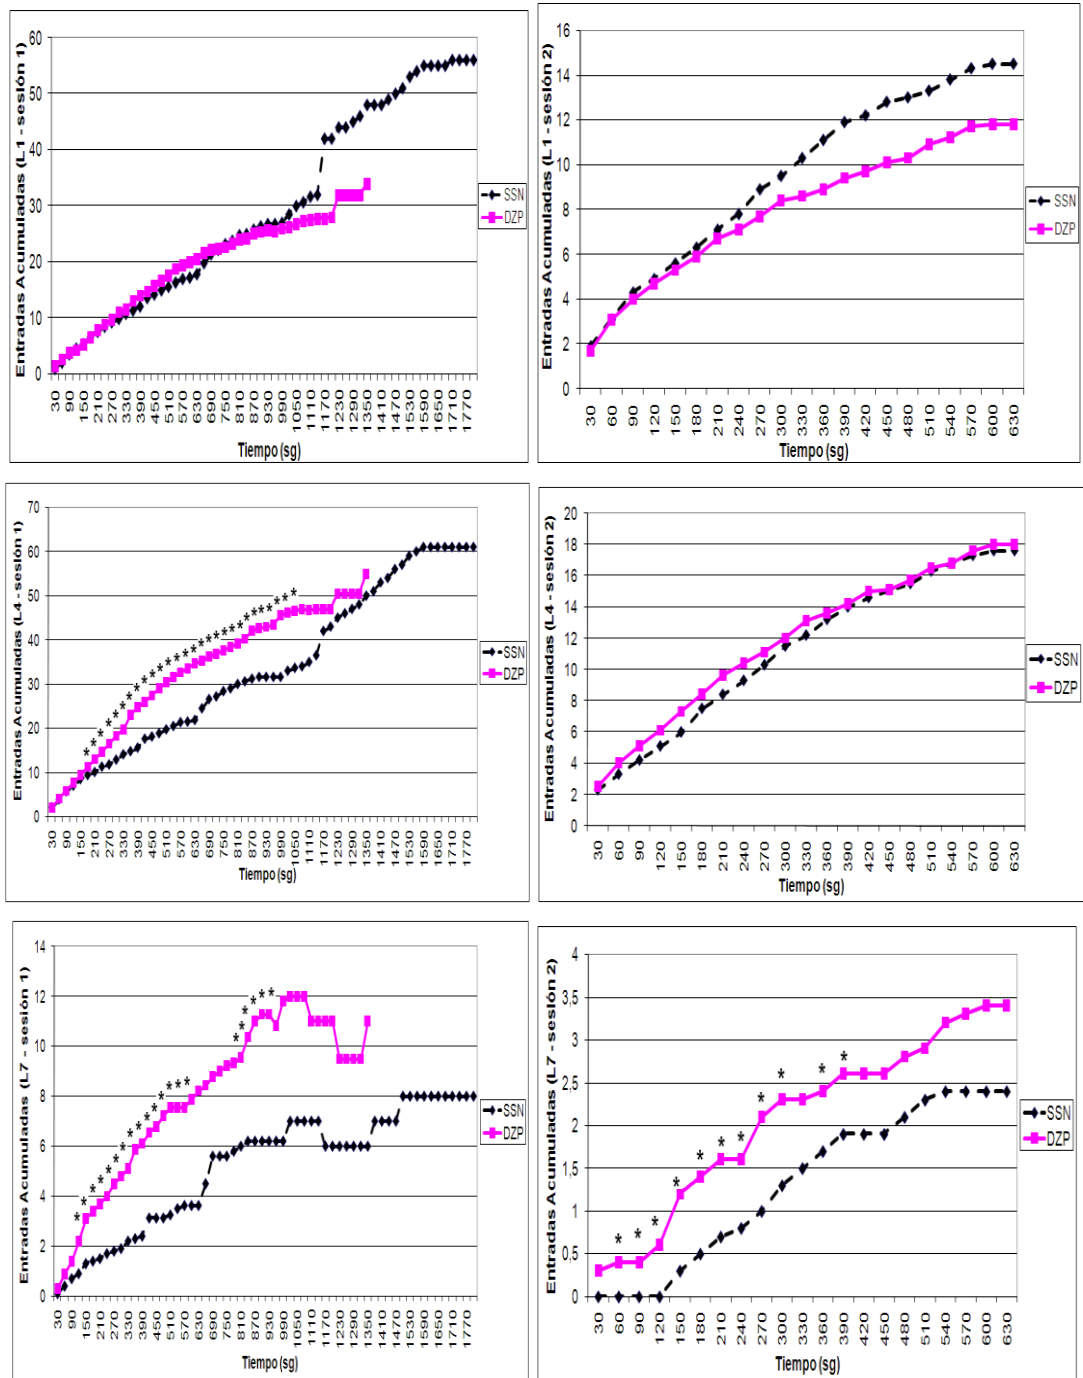 Entradas Acumuladas (L1 - sesión 1)
60
50
40
30
20
10
0
30 90 150 210 270 330 390 450 510 570 630 690 750 810 870 930 990 1050 1110 1170 1230 1290 1350 1410 1470 1530 1590 1650 1710 1770
Tiempo (sg)
SSN
DZP
Entradas Acumuladas (L1 - sesión 2)
16
14
12
10
8
6
4
2
0
30 60 90 120 150 180 210 240 270 300 330 360 390 420 450 480 510 540 570 600 630
Tiempo (sg)
SSN
DZP
Entradas Acumuladas (L4 - sesión 1)
70
60
50
40
30
20
10
0
* * * * * * * * * * * * * * * * * * * * * * * * * * * * * *
30 90 150 210 270 330 390 450 510 570 630 690 750 810 870 930 990 1050 1110 1170 1230 1290 1350 1410 1470 1530 1590 1650 1710 1770
Tiempo (sg)
SSN
DZP
Entradas Acumuladas (L4 - sesión 2)
20
18
16
14
12
10
8
6
4
2
0
30 60 90 120 150 180 210 240 270 300 330 360 390 420 450 480 510 540 570 600 630
Tiempo (sg)
SSN
DZP
Entradas Acumuladas (L7 - sesión 1)
14
12
10
8
6
4
2
0
* * * * * * * * * * * * * * * * * * * * *
30 90 150 210 270 330 390 450 510 570 630 690 750 810 870 930 990 1050 1110 1170 1230 1290 1350 1410 1470 1530 1590 1650 1710 1770
Tiempo (sg)
SSN
DZP
Entradas Acumuladas (L7 - sesión 2)
4
3,5
3
2,5
2
1,5
1
0,5
0
* * * * * * * * * * *
30 60 90 120 150 180 210 240 270 300 330 360 390 420 450 480 510 540 570 600 630
Tiempo (sg)
SSN
DZP